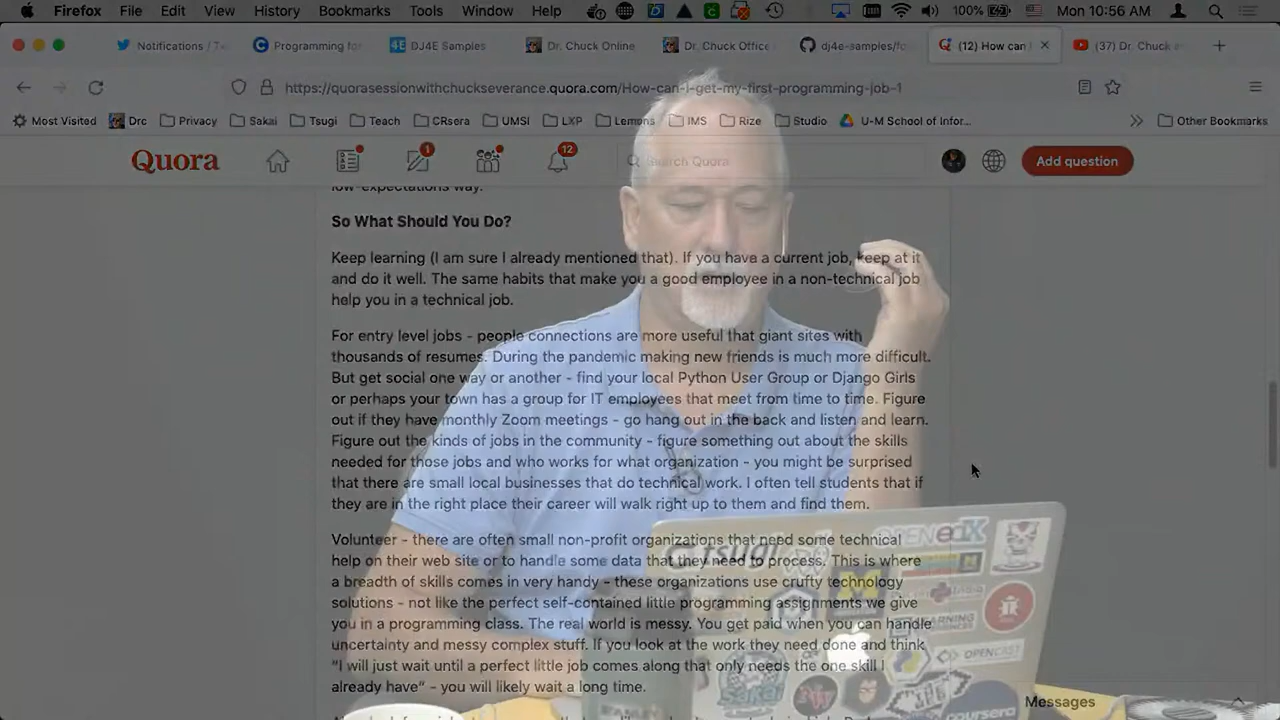 Firefox File Edit View History Bookmarks Tools Window Help 100% Mon 10:56 AM
Notifications / Tw Programming for DJ4E Samples Dr. Chuck Online Dr. Chuck Office dj4e-samples/fo (12) How can I (37) Dr. Chuck a
https://quorasessionwithchuckseverance.quora.com/How-can-I-get-my-first-programming-job-1
Most Visited Drc Privacy Sakai Tsugi Teach CRsera UMSI LXP Lemons IMS Rize Studio U-M School of Infor... Other Bookmarks
Quora 1 12 Search Quora Add question
low-expectations way.
So What Should You Do?
Keep learning (I am sure I already mentioned that). If you have a current job, keep at it
and do it well. The same habits that make you a good employee in a non-technical job
help you in a technical job.
For entry level jobs - people connections are more useful that giant sites with
thousands of resumes. During the pandemic making new friends is much more difficult.
But get social one way or another - find your local Python User Group or Django Girls
or perhaps your town has a group for IT employees that meet from time to time. Figure
out if they have monthly Zoom meetings - go hang out in the back and listen and learn.
Figure out the kinds of jobs in the community - figure something out about the skills
needed for those jobs and who works for what organization - you might be surprised
that there are small local businesses that do technical work. I often tell students that if
they are in the right place their career will walk right up to them and find them.
Volunteer - there are often small non-profit organizations that need some technical
help on their web site or to handle some data that they need to process. This is where
a breadth of skills comes in very handy - these organizations use crufty technology
solutions - not like the perfect self-contained little programming assignments we give
you in a programming class. The real world is messy. You get paid when you can handle
uncertainty and messy complex stuff. If you look at the work they need done and think
"I will just wait until a perfect little job comes along that only needs the one skill I
already have" - you will likely wait a long time.
Messages
tsugi
OPEN edX
OPENCAST
Sakai
coursera